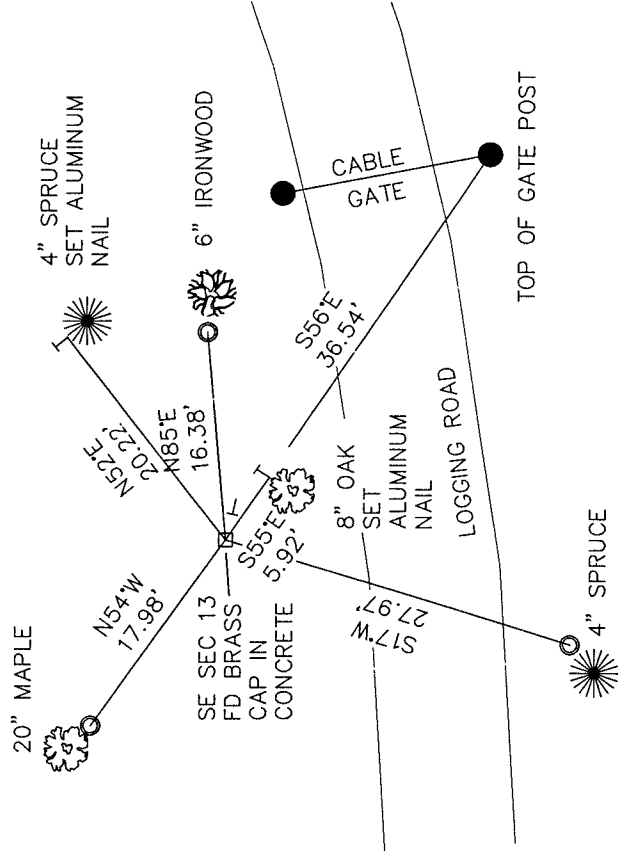 20" MAPLE
N54°W
17.98'
4" SPRUCE
SET ALUMINUM
NAIL
N52°E
20.22'
6" IRONWOOD
N85°E
16.38'
SE SEC 13
FD BRASS
CAP IN
CONCRETE
S55°E
5.92'
8" OAK
SET
ALUMINUM
NAIL
S56°E
36.54'
CABLE
GATE
TOP OF GATE POST
LOGGING ROAD
S17°W
27.97'
4" SPRUCE